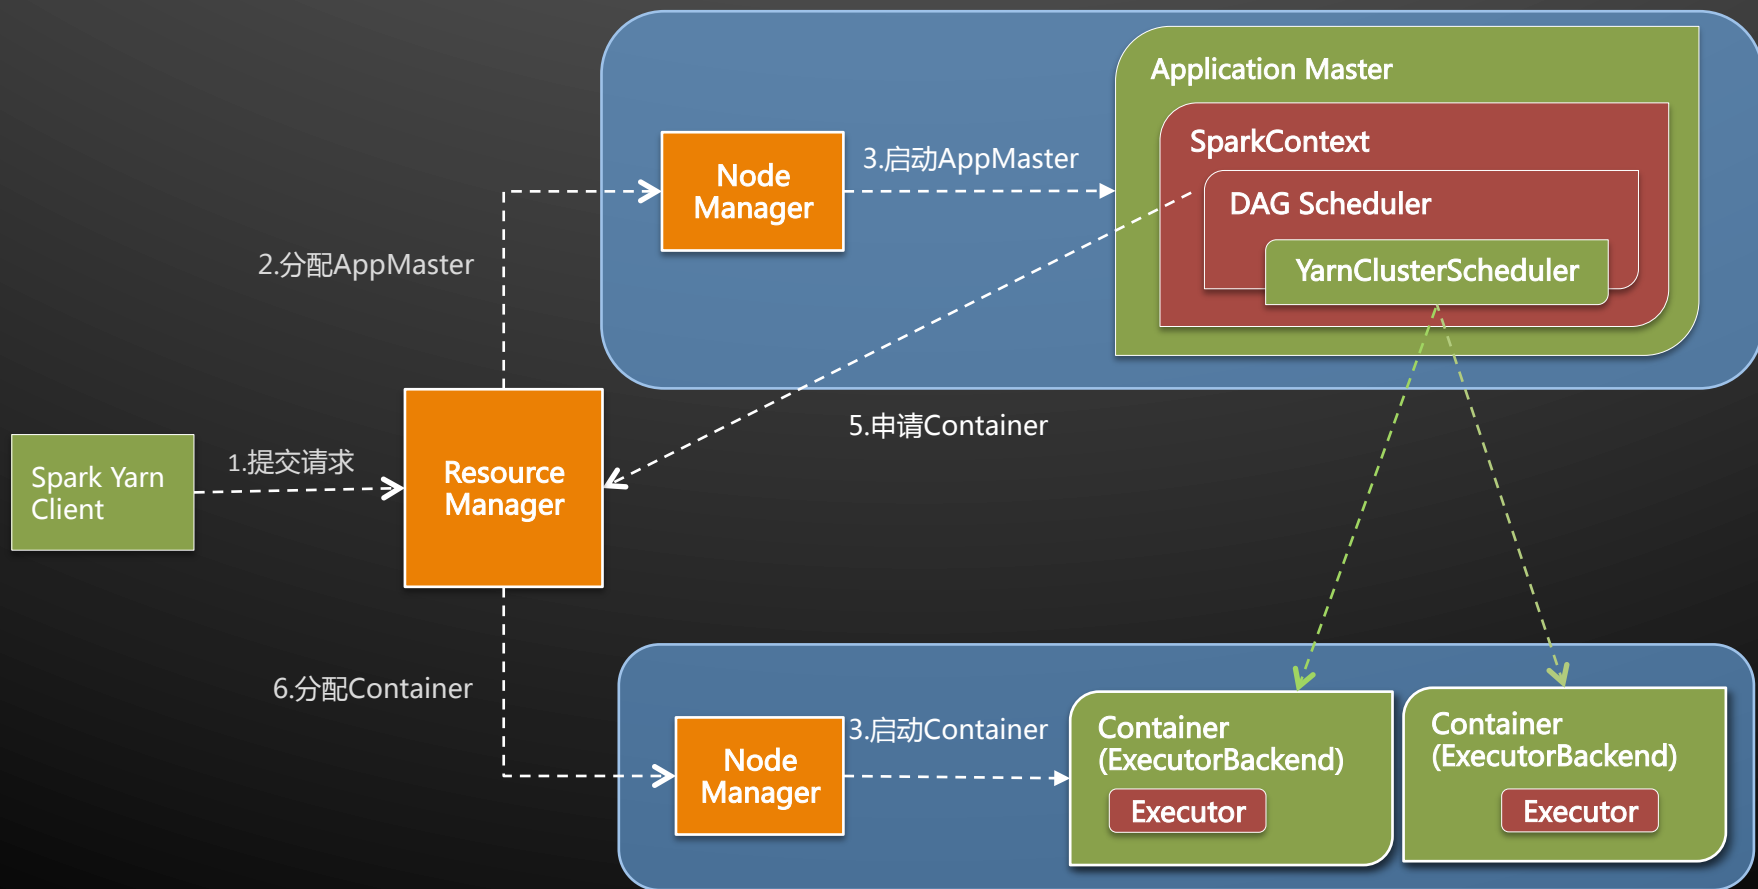 Application Master
SparkContext
DAG Scheduler
YarnClusterScheduler
Node
Manager
3.启动AppMaster
2.分配AppMaster
5.申请Container
Spark Yarn
Client
1.提交请求
Resource
Manager
6.分配Container
Node
Manager
3.启动Container
Container
(ExecutorBackend)
Executor
Container
(ExecutorBackend)
Executor